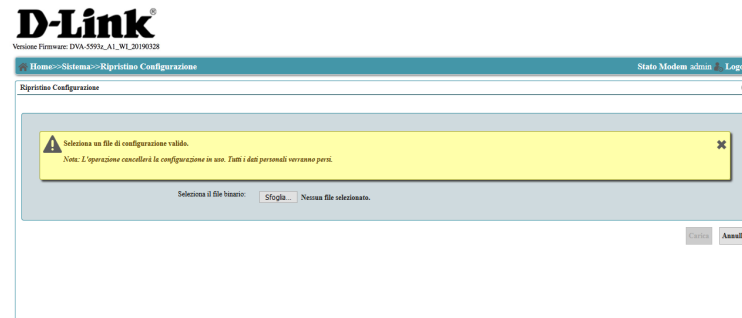 D-Link®
Versione Firmware: DVA-5593z_A1_WI_20190328
Home>>Sistema>>Ripristino Configurazione Stato Modem admin
Ripristino Configurazione
Seleziona un file di configurazione valido.
Nota: L'operazione cancellerà la configurazione in uso. Tutti i dati personali verranno persi.
Seleziona il file binario: Sfoglia... Nessun file selezionato.
Carica